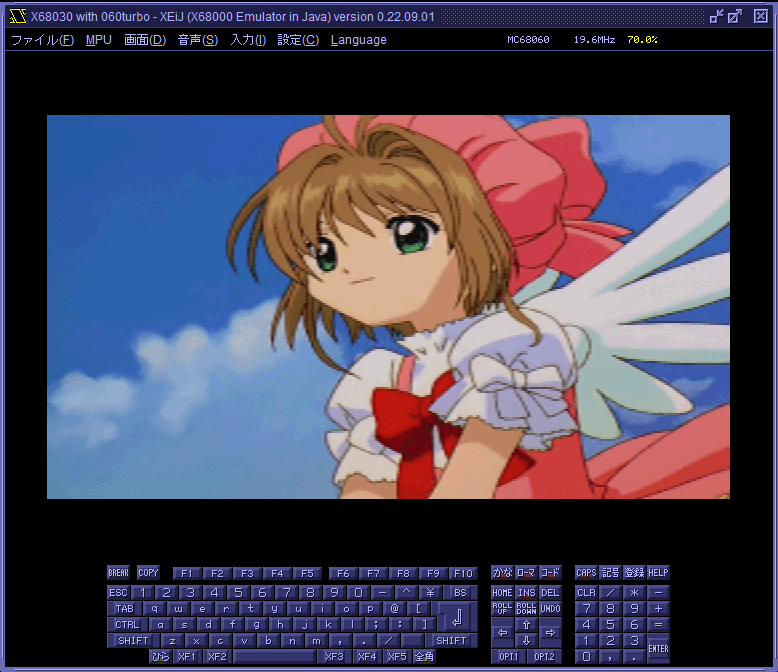 X68030 with 060turbo - XEiJ (X68000 Emulator in Java) version 0.22.09.01
ファイル(F) MPU 画面(D) 音声(S) 入力(I) 設定(C) Language MC68060 19.6MHz 70.0%
BREAK COPY F1 F2 F3 F4 F5 F6 F7 F8 F9 F10 かな ローマ コード CAPS 記号 登録 HELP
ESC 1 2 3 4 5 6 7 8 9 0 - ^ ¥ BS HOME INS DEL CLR / * -
TAB q w e r t y u i o p @ [ ROLL UP ROLL DOWN UNDO 7 8 9 +
CTRL a s d f g h j k l ; : ] ⇦ ⇧ ⇨ 4 5 6 =
SHIFT z x c v b n m , . / SHIFT ⇩ 1 2 3 ENTER
ひら XF1 XF2 XF3 XF4 XF5 全角 OPT.1 OPT.2 0 , .